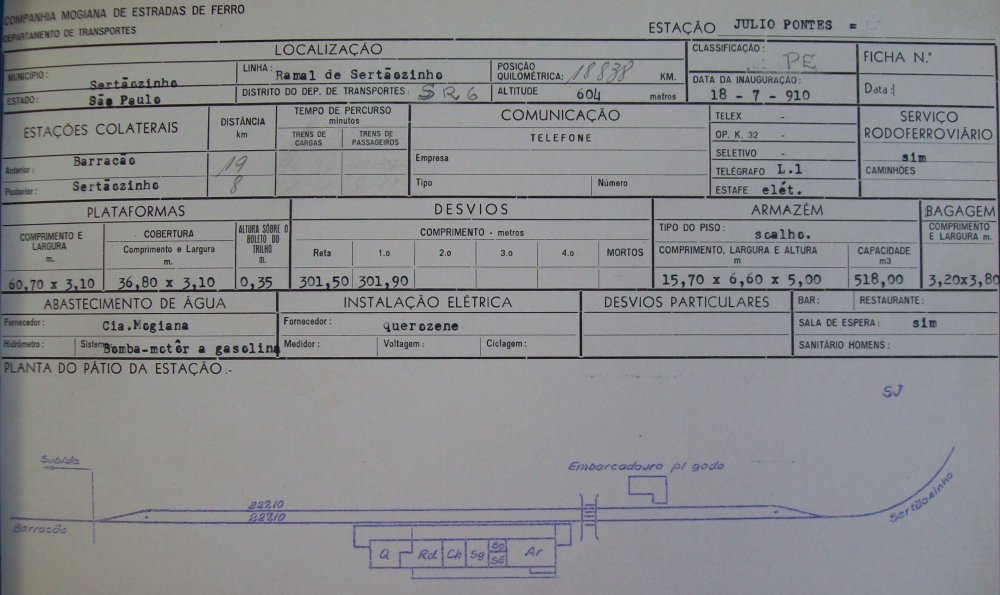 COMPANHIA MOGIANA DE ESTRADAS DE FERRO
DEPARTAMENTO DE TRANSPORTES
ESTAÇÃO JULIO PONTES =
LOCALIZAÇÃO
CLASSIFICAÇÃO: PE
FICHA N.º
MUNICÍPIO: Sertãozinho
LINHA: Ramal de Sertãozinho
POSIÇÃO QUILOMÉTRICA: 18838 KM.
DATA DA INAUGURAÇÃO: 18 - 7 - 910
Data:
ESTADO: São Paulo
DISTRITO DO DEP. DE TRANSPORTES: SR6
ALTITUDE 604 metros
ESTAÇÕES COLATERAIS
DISTÂNCIA km
TEMPO DE PERCURSO minutos
TRENS DE CARGAS
TRENS DE PASSAGEIROS
COMUNICAÇÃO
TELEFONE
TELEX -
OP. K. 32 -
SELETIVO -
TELÉGRAFO L.1
ESTAFE elét.
SERVIÇO RODOFERROVIÁRIO
sim
CAMINHÕES
Anterior: Barracão 19
Posterior: Sertãozinho 8
Empresa
Tipo
Número
PLATAFORMAS
DESVIOS
ARMAZÉM
BAGAGEM
COMPRIMENTO E LARGURA m.
COBERTURA
Comprimento e Largura m.
ALTURA SÔBRE O BOLETO DO TRILHO m.
COMPRIMENTO - metros
Reta 1.o 2.o 3.o 4.o MORTOS
TIPO DO PISO: soalho.
COMPRIMENTO, LARGURA E ALTURA m
CAPACIDADE m3
COMPRIMENTO E LARGURA m.
60,70 x 3,10 36,80 x 3,10 0,35 301,50 301,90 15,70 x 6,60 x 5,00 518,00 3,20x3,80
ABASTECIMENTO DE ÁGUA
INSTALAÇÃO ELÉTRICA
DESVIOS PARTICULARES
BAR:
RESTAURANTE:
Fornecedor: Cia.Mogiana
Fornecedor: querozene
SALA DE ESPERA: sim
Hidrômetro:
Sistema Bomba-motôr a gasolina
Medidor:
Voltagem:
Ciclagem:
SANITÁRIO HOMENS:
PLANTA DO PÁTIO DA ESTAÇÃO:-
SJ
Subida
Embarcadouro p/ gado
227,10
227,10
Barracão
Sertãozinho
Q Rd. Ch Sg Bg SE Ar